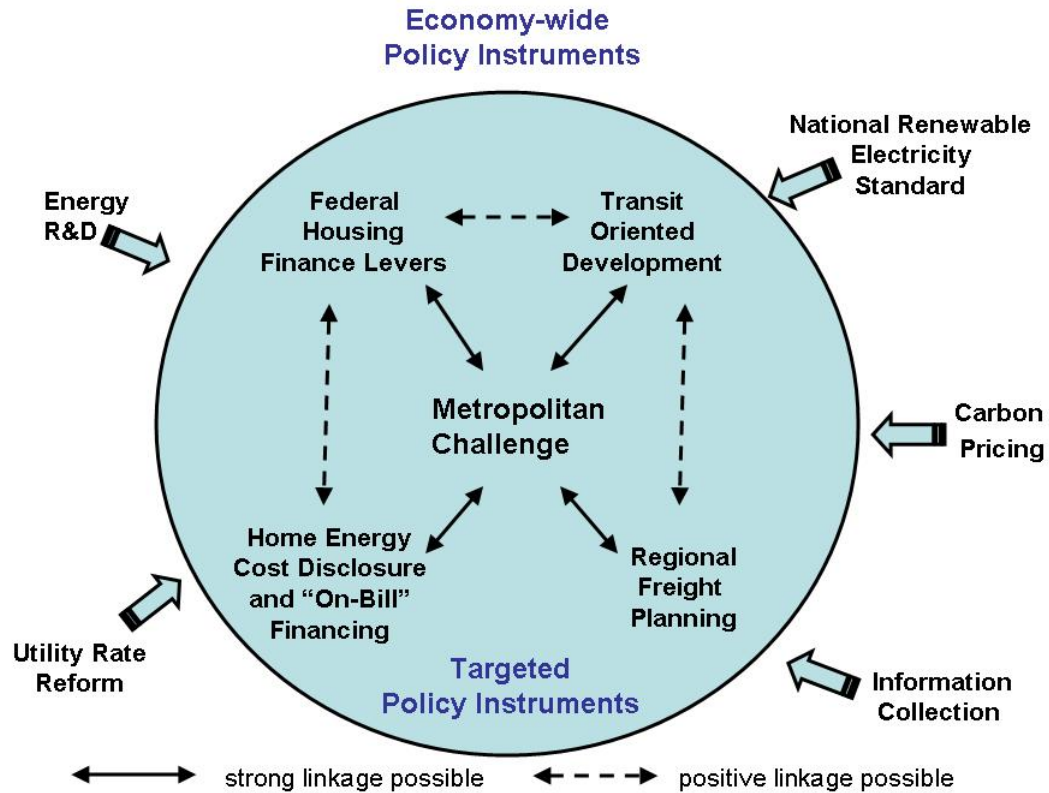 Economy-wide
Policy Instruments
National Renewable
Electricity
Standard
Energy
R&D
Federal
Housing
Finance Levers
Transit
Oriented
Development
Metropolitan
Challenge
Carbon
Pricing
Home Energy
Cost Disclosure
and “On-Bill”
Financing
Regional
Freight
Planning
Utility Rate
Reform
Targeted
Policy Instruments
Information
Collection
strong linkage possible
positive linkage possible